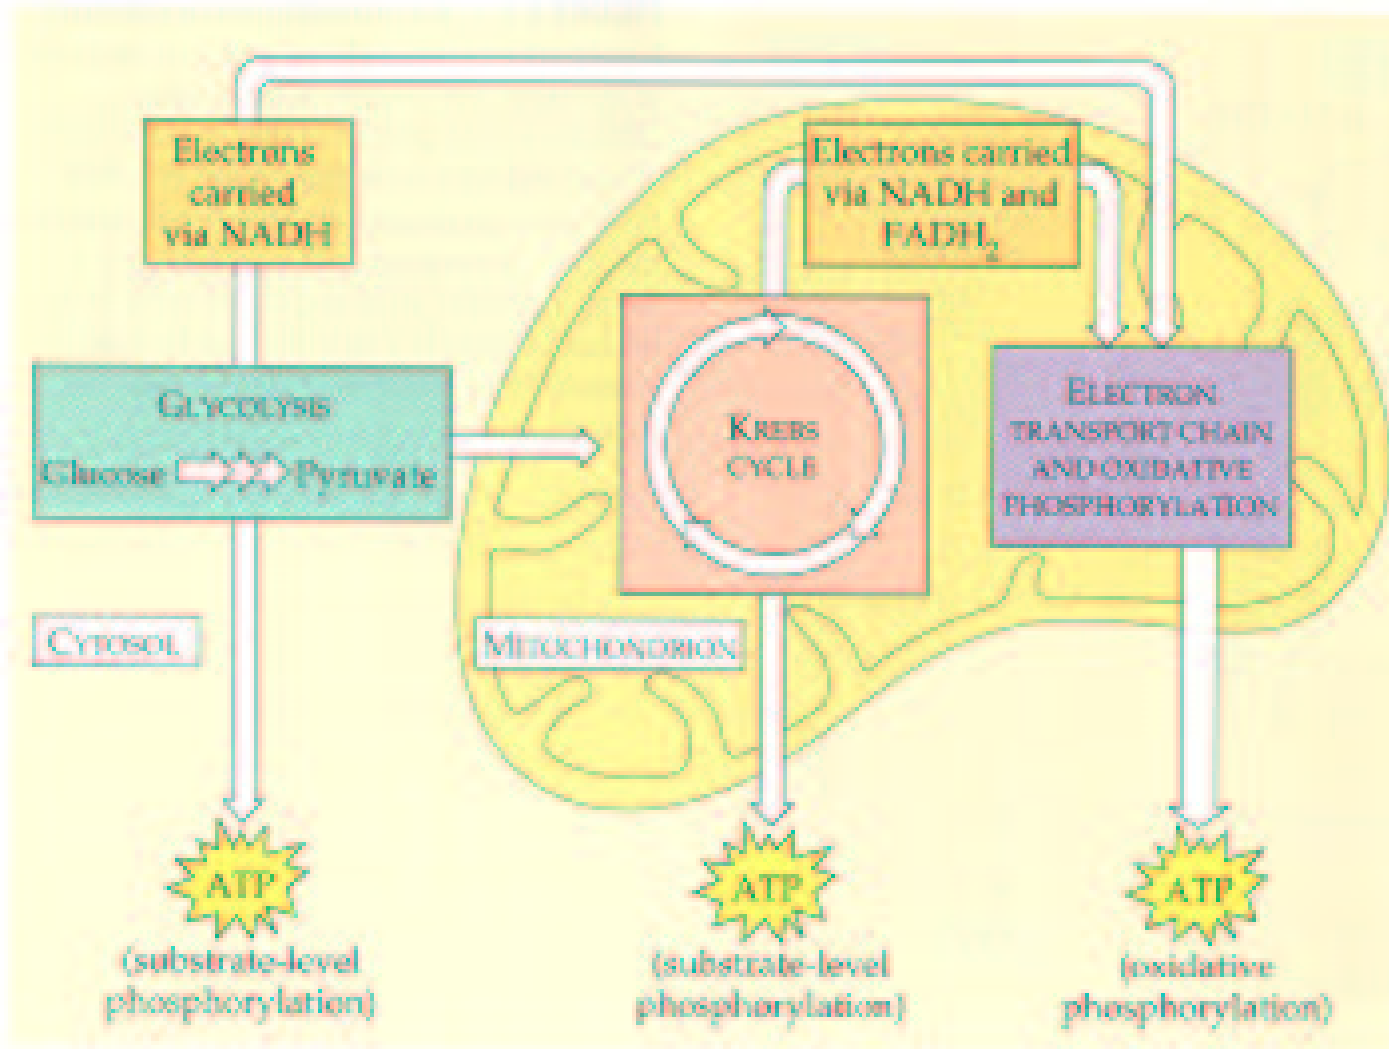 Electrons
carried
via NADH
Electrons carried
via NADH and
FADH₂
GLYCOLYSIS
Glucose Pyruvate
KREBS
CYCLE
ELECTRON
TRANSPORT CHAIN
AND OXIDATIVE
PHOSPHORYLATION
CYTOSOL
MITOCHONDRION
ATP
(substrate-level
phosphorylation)
ATP
(substrate-level
phosphorylation)
ATP
(oxidative
phosphorylation)